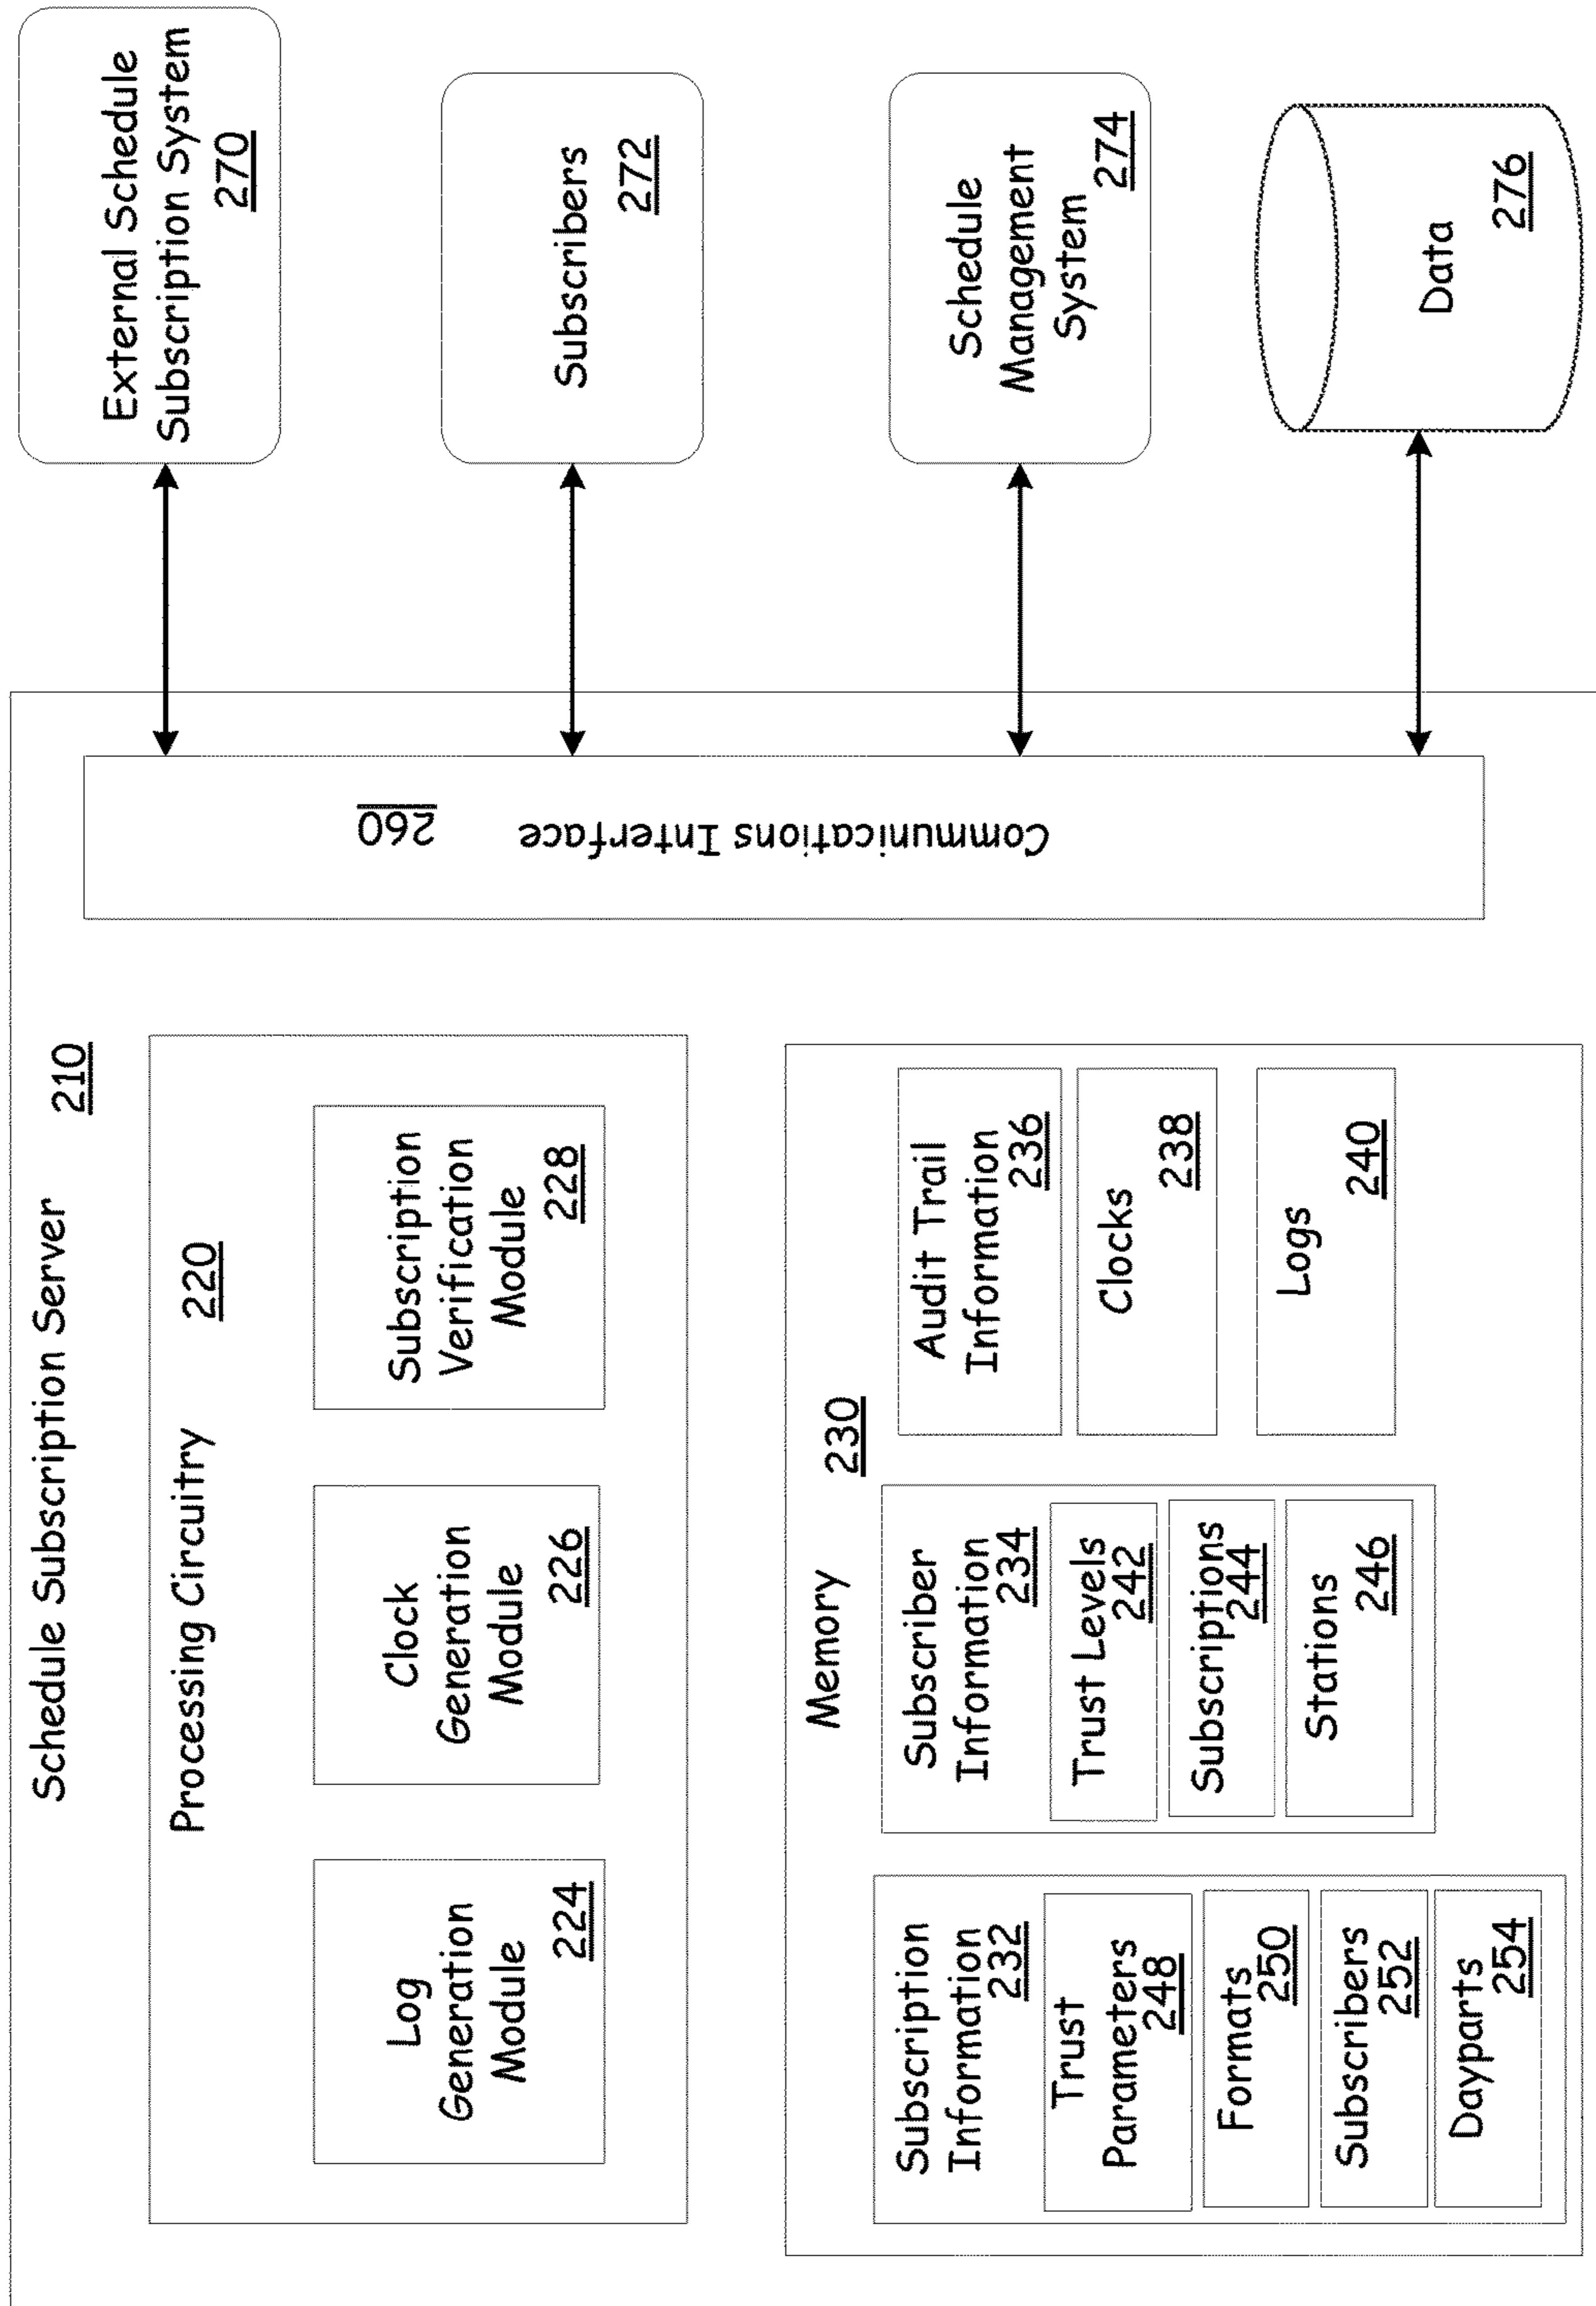 Schedule Subscription Server
210
Processing Circuitry
220
Log
Generation
Module
224
Clock
Generation
Module
226
Subscription
Verification
Module
228
Memory
230
Subscription
Information
232
Trust
Parameters
248
Formats
250
Subscribers
252
Dayparts
254
Subscriber
Information
234
Trust Levels
242
Subscriptions
244
Stations
246
Audit Trail
Information
236
Clocks
238
Logs
240
Communications Interface
260
External Schedule
Subscription System
270
Subscribers
272
Schedule
Management
System
274
Data
276